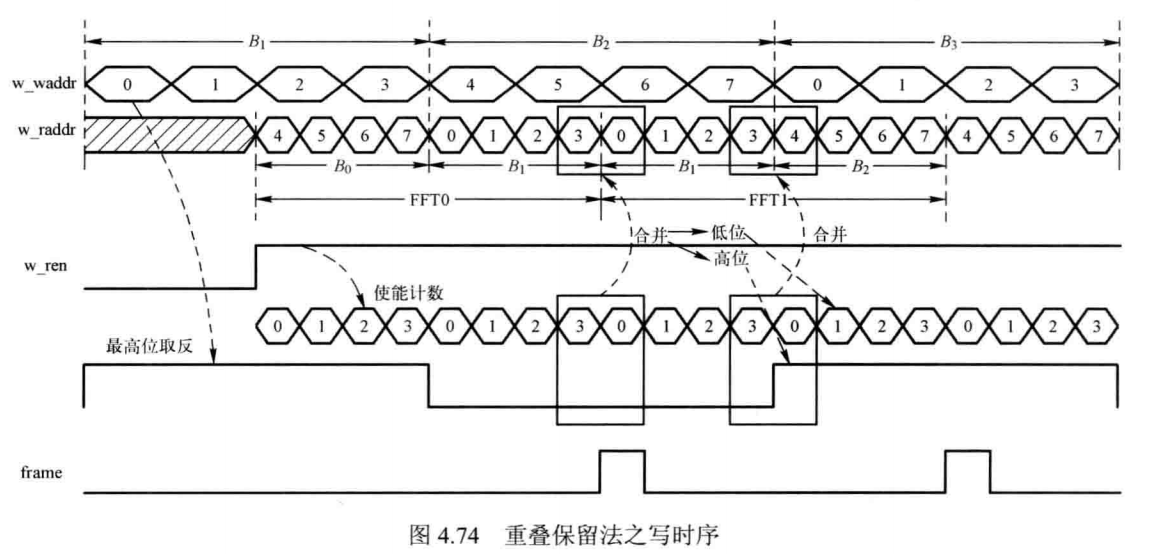 B1 B2 B3
w_waddr 0 1 2 3 4 5 6 7 0 1 2 3
w_raddr 4 5 6 7 0 1 2 3 0 1 2 3 4 5 6 7 4 5 6 7
B0 B1 B1 B2
FFT0 FFT1
合并 低位 合并
高位
w_ren
使能计数
0 1 2 3 0 1 2 3 0 1 2 3 0 1 2 3 0 1 2 3
最高位取反
frame
图 4.74 重叠保留法之写时序